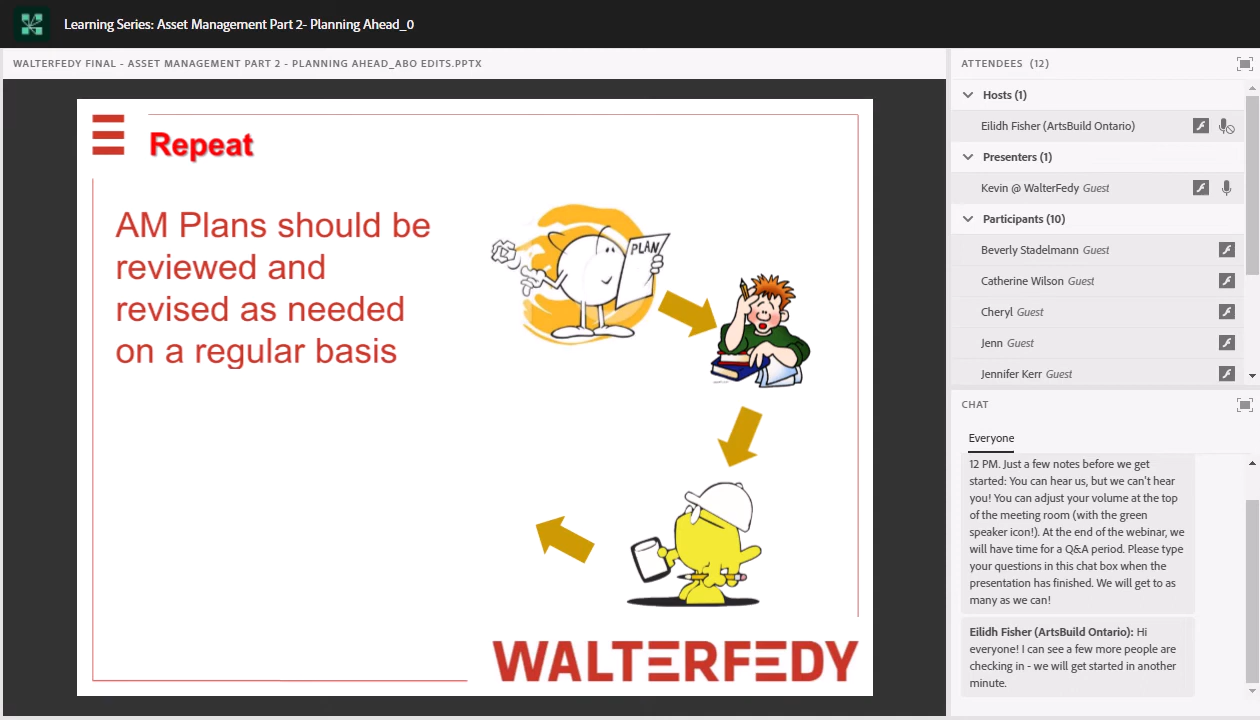 Learning Series: Asset Management Part 2- Planning Ahead_0
WALTERFEDY FINAL - ASSET MANAGEMENT PART 2 - PLANNING AHEAD_ABO EDITS.PPTX
Repeat
AM Plans should be
reviewed and
revised as needed
on a regular basis
PLAN
WALTERFEDY
ATTENDEES (12)
Hosts (1)
Eilidh Fisher (ArtsBuild Ontario)
Presenters (1)
Kevin @ WalterFedy Guest
Participants (10)
Beverly Stadelmann Guest
Catherine Wilson Guest
Cheryl Guest
Jenn Guest
Jennifer Kerr Guest
CHAT
Everyone
12 PM. Just a few notes before we get
started: You can hear us, but we can't hear
you! You can adjust your volume at the top
of the meeting room (with the green
speaker icon!). At the end of the webinar, we
will have time for a Q&A period. Please type
your questions in this chat box when the
presentation has finished. We will get to as
many as we can!
Eilidh Fisher (ArtsBuild Ontario): Hi
everyone! I can see a few more people are
checking in - we will get started in another
minute.